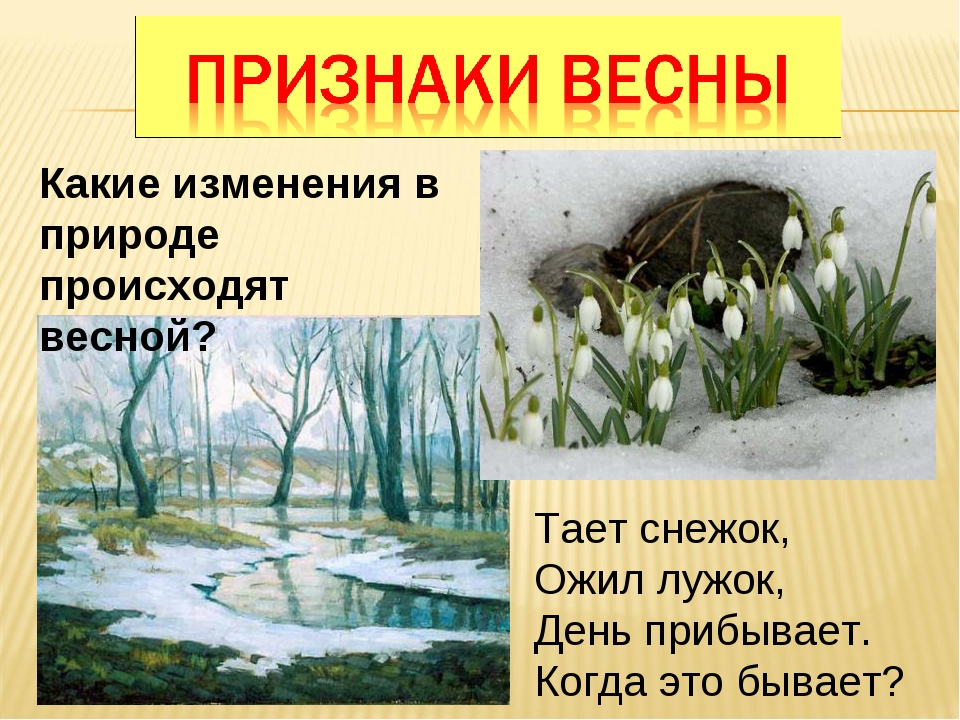 ПРИЗНАКИ ВЕСНЫ
Какие изменения в
природе
происходят
весной?
Тает снежок,
Ожил лужок,
День прибывает.
Когда это бывает?